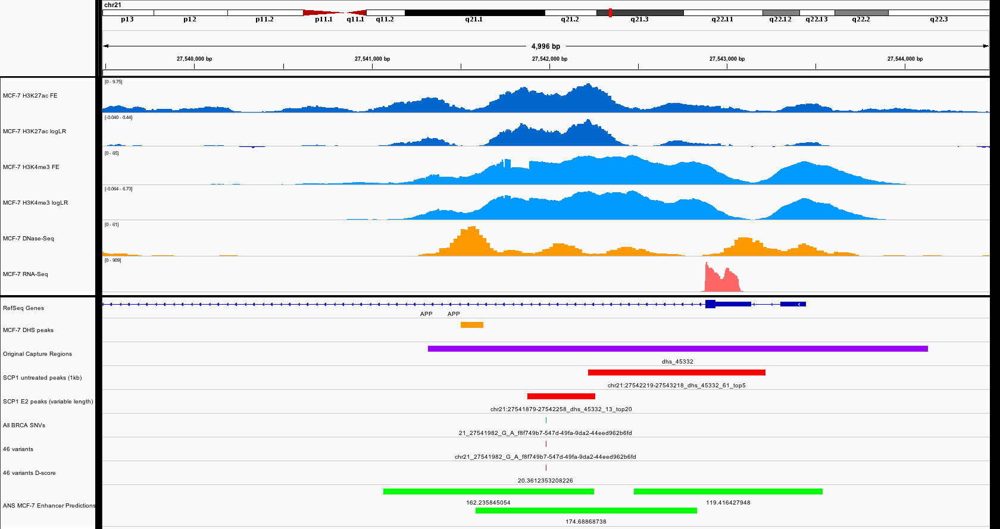 chr21
p13 p12 p11.2 p11.1 q11.1 q11.2 q21.1 q21.2 q21.3 q22.11 q22.12 q22.13 q22.2 q22.3
4,996 bp
27,540,000 bp 27,541,000 bp 27,542,000 bp 27,543,000 bp 27,544,000 bp
[0 - 9.75]
MCF-7 H3K27ac FE
[-0.040 - 0.44]
MCF-7 H3K27ac logLR
[0 - 65]
MCF-7 H3K4me3 FE
[-0.064 - 6.73]
MCF-7 H3K4me3 logLR
[0 - 61]
MCF-7 DNase-Seq
[0 - 909]
MCF-7 RNA-Seq
RefSeq Genes
APP APP
MCF-7 DHS peaks
Original Capture Regions
dhs_45332
SCP1 untreated peaks (1kb)
chr21:27542219-27543218_dhs_45332_61_top5
SCP1 E2 peaks (variable length)
chr21:27541879-27542258_dhs_45332_13_top20
All BRCA SNVs
21_27541982_G_A_f8f749b7-547d-49fa-9da2-44eed962b6fd
46 variants
chr21_27541982_G_A_f8f749b7-547d-49fa-9da2-44eed962b6fd
46 variants D-score
20.3612353208226
162.235845054 119.416427948
ANS MCF-7 Enhancer Predictions
174.68868738